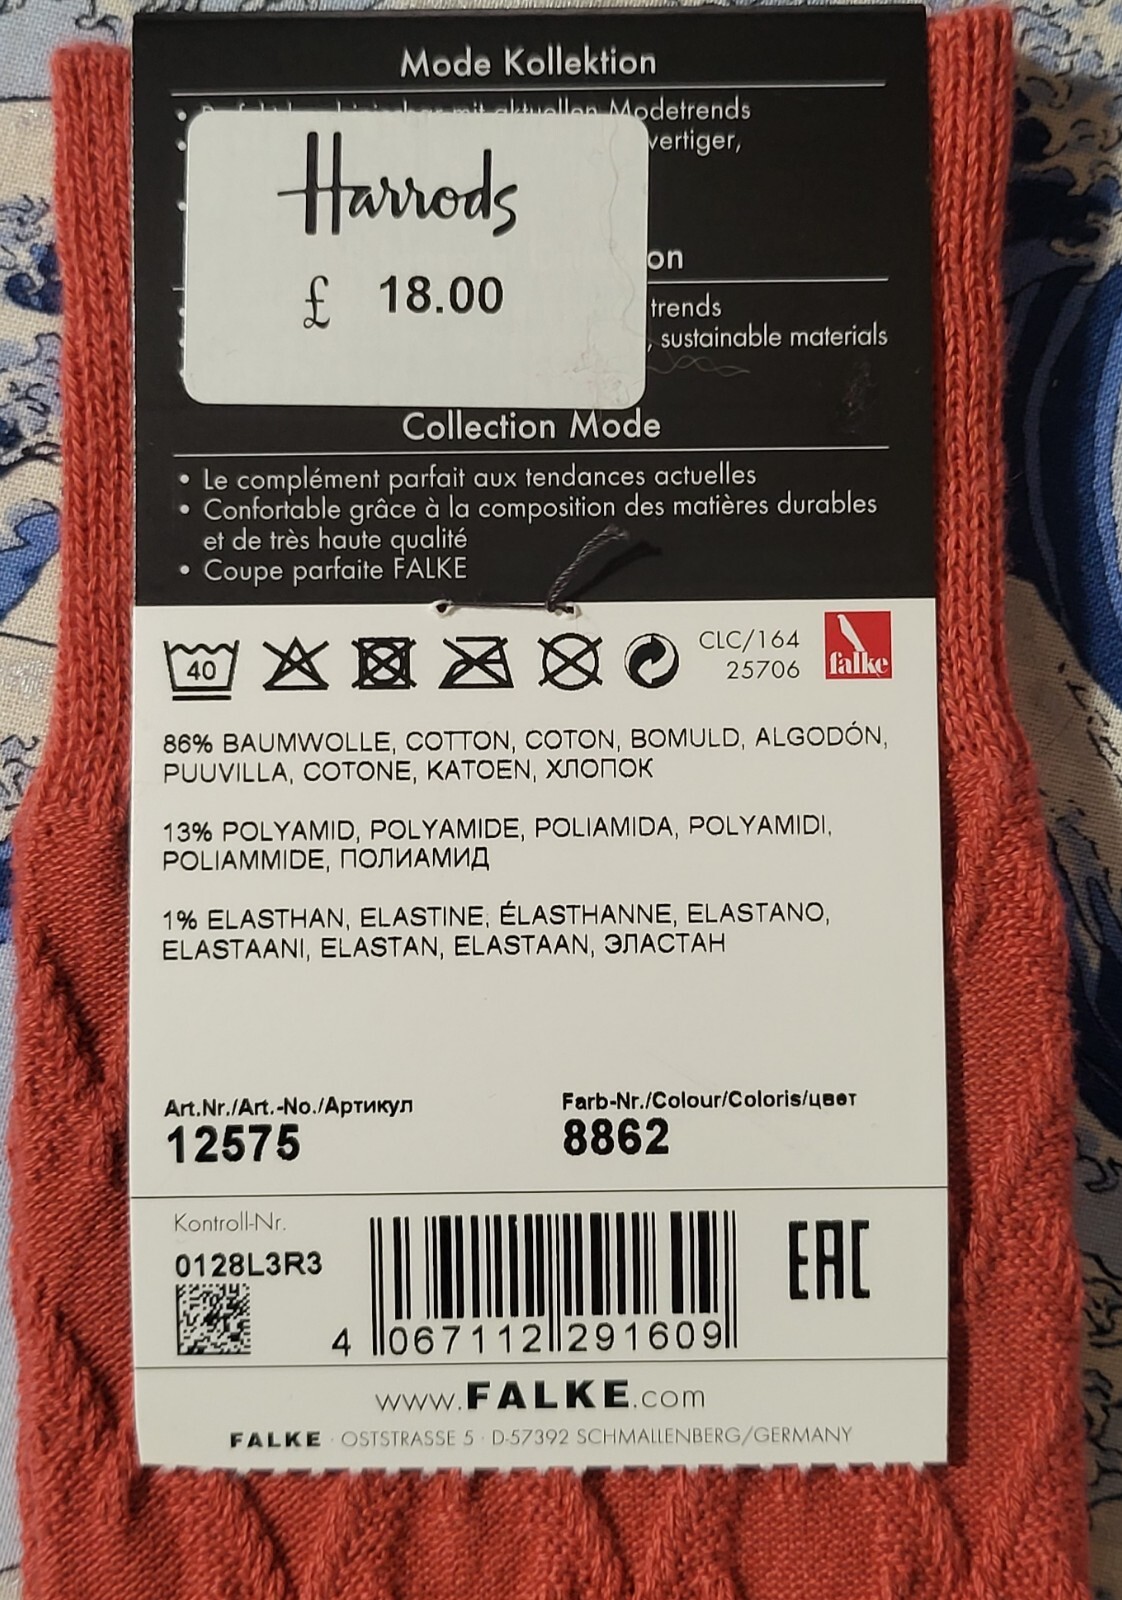 Mode Kollektion
• mit aktuellen Modetrends
vertiger,
Harrods
£ 18.00
on
trends
, sustainable materials
Collection Mode
• Le complément parfait aux tendances actuelles
• Confortable grâce à la composition des matières durables
et de très haute qualité
• Coupe parfaite FALKE
40
CLC/164
25706
falke
86% BAUMWOLLE, COTTON, COTON, BOMULD, ALGODÓN,
PUUVILLA, COTONE, KATOEN, ХЛОПОК
13% POLYAMID, POLYAMIDE, POLIAMIDA, POLYAMIDI,
POLIAMMIDE, ПОЛИАМИД
1% ELASTHAN, ELASTINE, ÉLASTHANNE, ELASTANO,
ELASTAANI, ELASTAN, ELASTAAN, ЭЛАСТАН
Art.Nr./Art.-No./Артикул
12575
Farb-Nr./Colour/Coloris/цвет
8862
Kontroll-Nr.
0128L3R3
4 067112 291609
EAC
www.FALKE.com
FALKE · OSTSTRASSE 5 · D-57392 SCHMALLENBERG/GERMANY